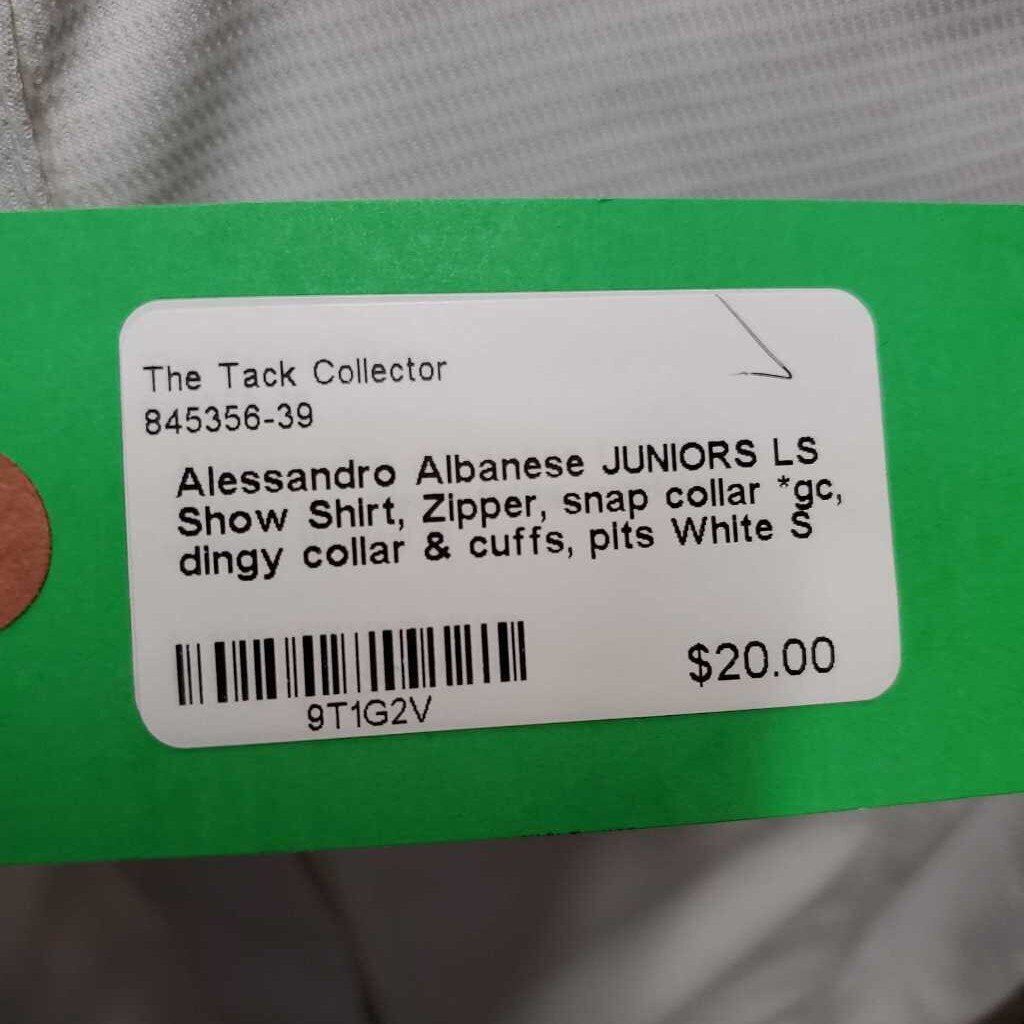 The Tack Collector
845356-39
Alessandro Albanese JUNIORS LS
Show Shirt, Zipper, snap collar *gc,
dingy collar & cuffs, pits White S
9T1G2V
$20.00